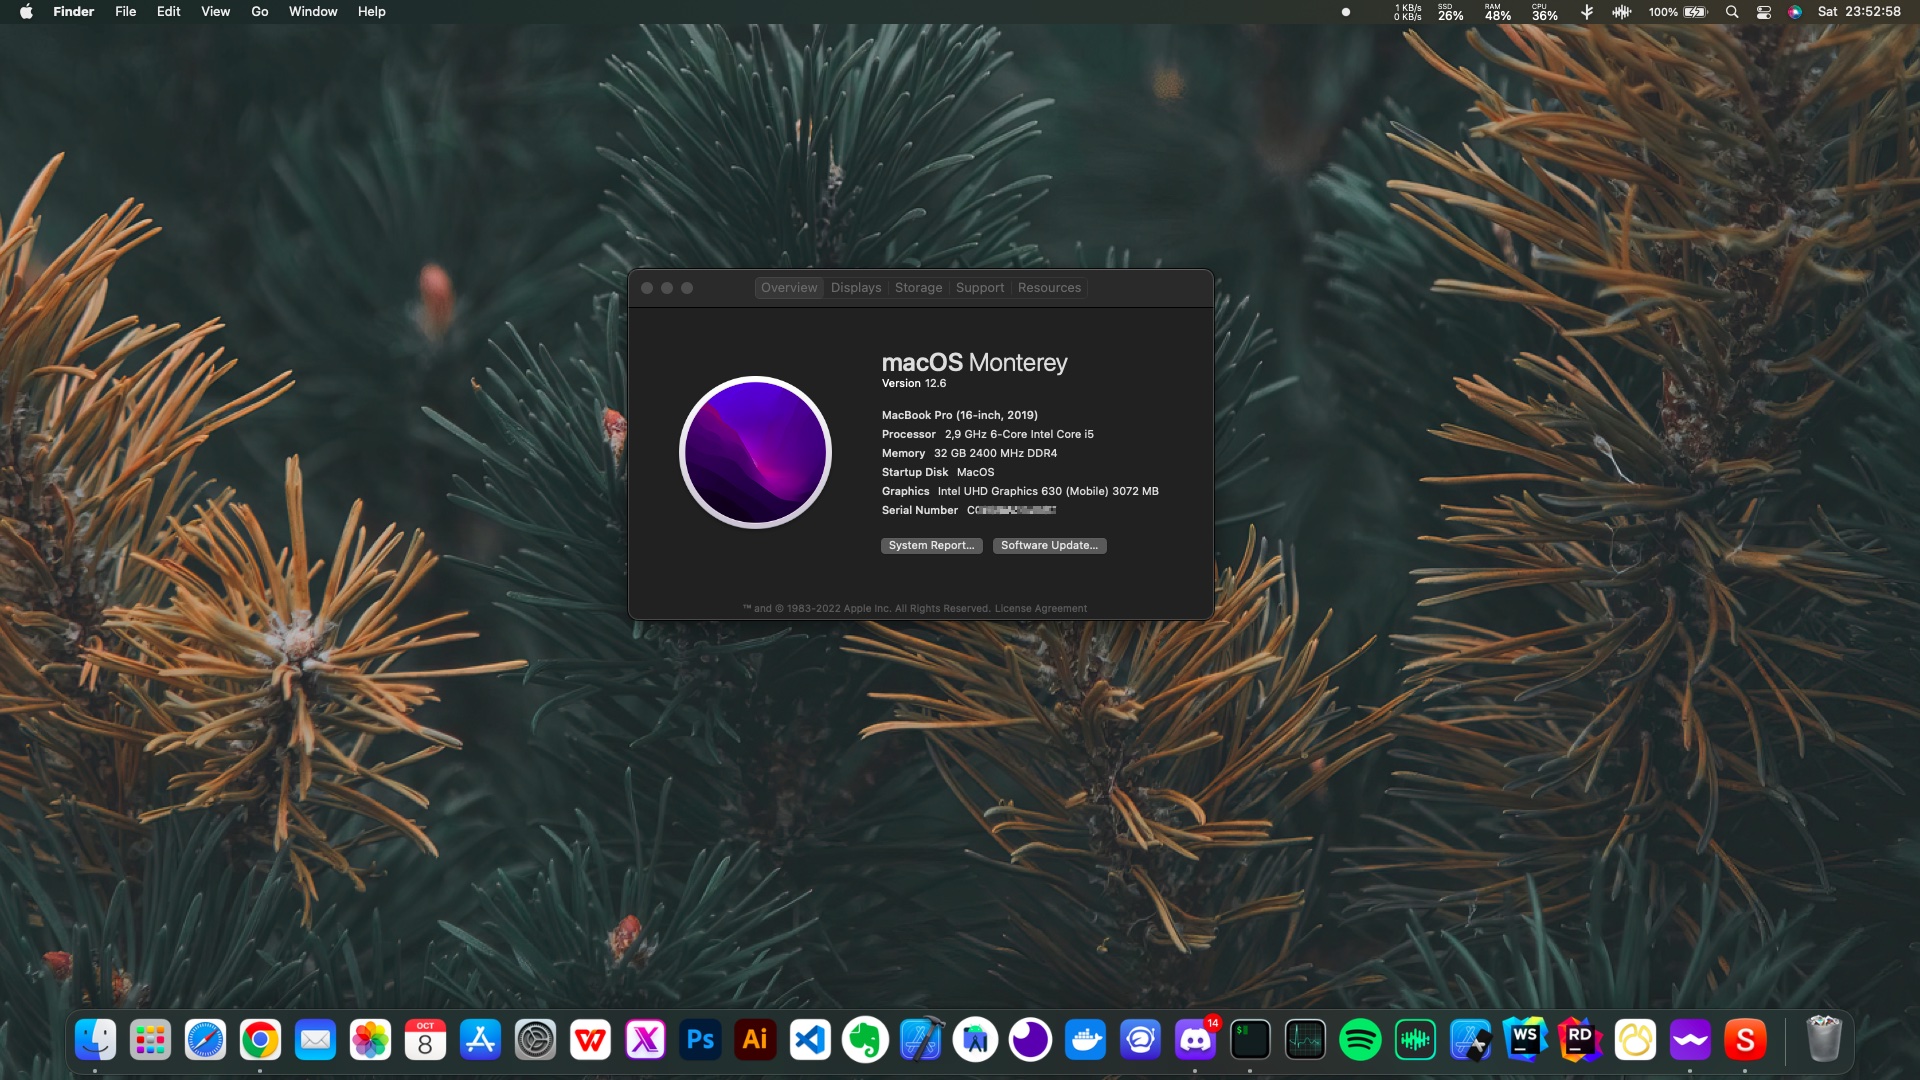 Finder File Edit View Go Window Help
1 KB/s
0 KB/s
SSD
26%
RAM
48%
CPU
36%
100%
Sat 23:52:58
Overview Displays Storage Support Resources
macOS Monterey
Version 12.6
MacBook Pro (16-inch, 2019)
Processor 2,9 GHz 6-Core Intel Core i5
Memory 32 GB 2400 MHz DDR4
Startup Disk MacOS
Graphics Intel UHD Graphics 630 (Mobile) 3072 MB
Serial Number
System Report... Software Update...
™ and © 1983-2022 Apple Inc. All Rights Reserved. License Agreement
OCT
8
Ps
Ai
14
WS
RD
S